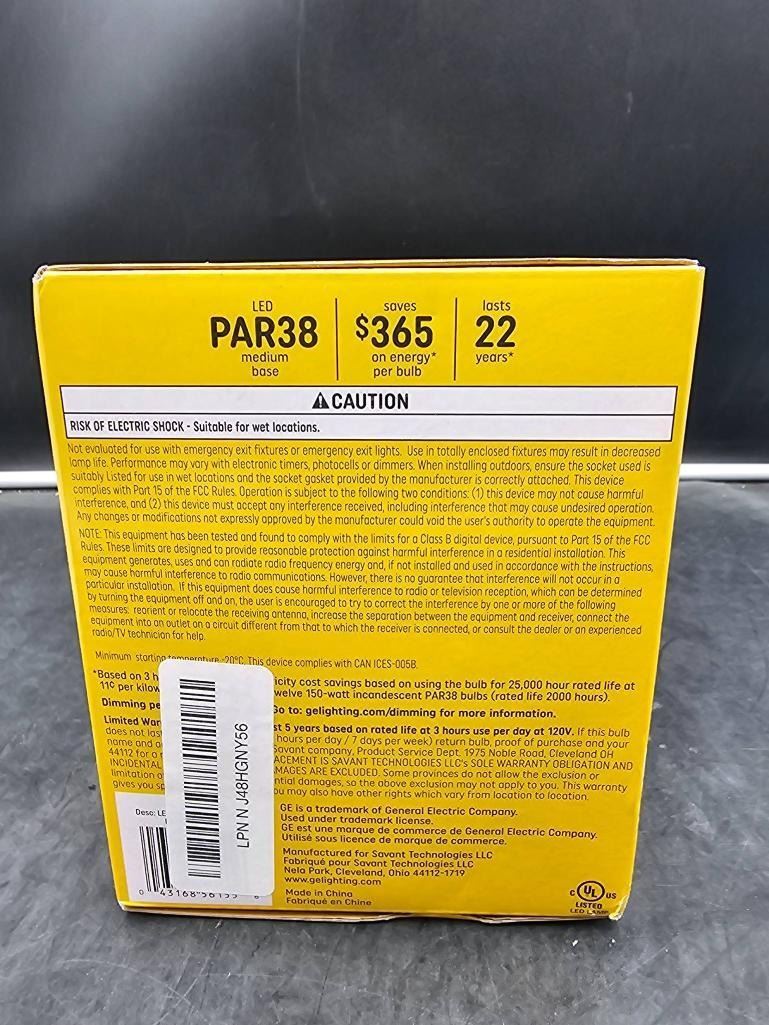 LED
PAR38
medium
base
saves
$365
on energy*
per bulb
lasts
22
years*
⚠CAUTION
RISK OF ELECTRIC SHOCK - Suitable for wet locations.
Not evaluated for use with emergency exit fixtures or emergency exit lights. Use in totally enclosed fixtures may result in decreased
lamp life. Performance may vary with electronic timers, photocells or dimmers. When installing outdoors, ensure the socket used is
suitably Listed for use in wet locations and the socket gasket provided by the manufacturer is correctly attached. This device
complies with Part 15 of the FCC Rules. Operation is subject to the following two conditions: (1) this device may not cause harmful
interference, and (2) this device must accept any interference received, including interference that may cause undesired operation.
Any changes or modifications not expressly approved by the manufacturer could void the user's authority to operate the equipment.
NOTE: This equipment has been tested and found to comply with the limits for a Class B digital device, pursuant to Part 15 of the FCC
Rules. These limits are designed to provide reasonable protection against harmful interference in a residential installation. This
equipment generates, uses and can radiate radio frequency energy and, if not installed and used in accordance with the instructions,
may cause harmful interference to radio communications. However, there is no guarantee that interference will not occur in a
particular installation. If this equipment does cause harmful interference to radio or television reception, which can be determined
by turning the equipment off and on, the user is encouraged to try to correct the interference by one or more of the following
measures: reorient or relocate the receiving antenna, increase the separation between the equipment and receiver, connect the
equipment into an outlet on a circuit different from that to which the receiver is connected, or consult the dealer or an experienced
radio/TV technician for help.
Minimum starting temperature -20°C. This device complies with CAN ICES-005B.
*Based on 3 h icity cost savings based on using the bulb for 25,000 hour rated life at
11¢ per kilow welve 150-watt incandescent PAR38 bulbs (rated life 2000 hours).
Dimming pe Go to: gelighting.com/dimming for more information.
Limited War st 5 years based on rated life at 3 hours use per day at 120V. If this bulb
does not las hours per day / 7 days per week) return bulb, proof of purchase and your
name and a Savant company, Product Service Dept. 1975 Noble Road, Cleveland OH
44112 for a r ACEMENT IS SAVANT TECHNOLOGIES LLC's SOLE WARRANTY OBLIGATION AND
INCIDENTAL MAGES ARE EXCLUDED. Some provinces do not allow the exclusion or
limitation o ntial damages, so the above exclusion may not apply to you. This warranty
gives you sp ou may also have other rights which vary from location to location.
Desc: LE
LPN N J48HGNY56
GE is a trademark of General Electric Company.
Used under trademark license.
GE est une marque de commerce de General Electric Company.
Utilisé sous licence de marque de commerce.
Manufactured for Savant Technologies LLC
Fabriqué pour Savant Technologies LLC
Nela Park, Cleveland, Ohio 44112-1719
www.gelighting.com
Made in China
Fabriqué en Chine
C UL US
LISTED
LED LAMP